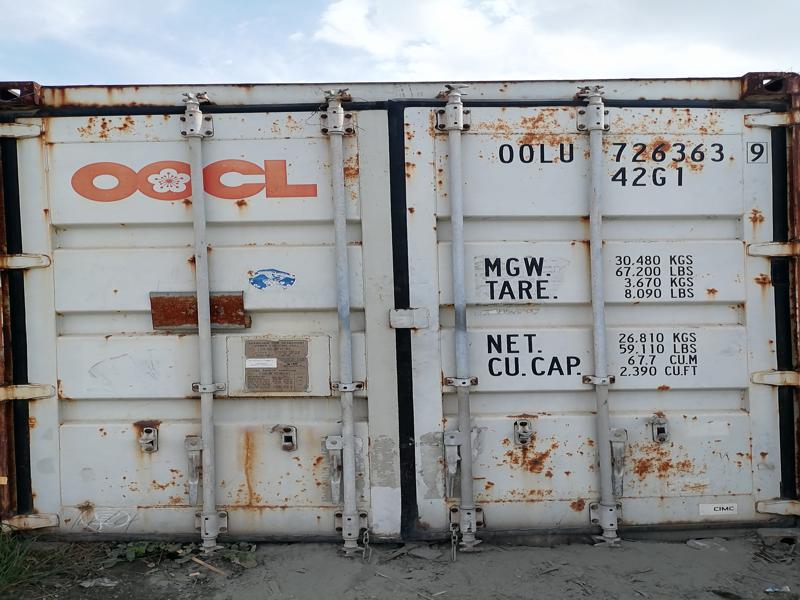 OOCL
OOLU 726363 9
42G1
MGW. 30.480 KGS
67.200 LBS
TARE. 3.670 KGS
8.090 LBS
NET. 26.810 KGS
59.110 LBS
CU.CAP. 67.7 CU.M
2.390 CU.FT
CIMC